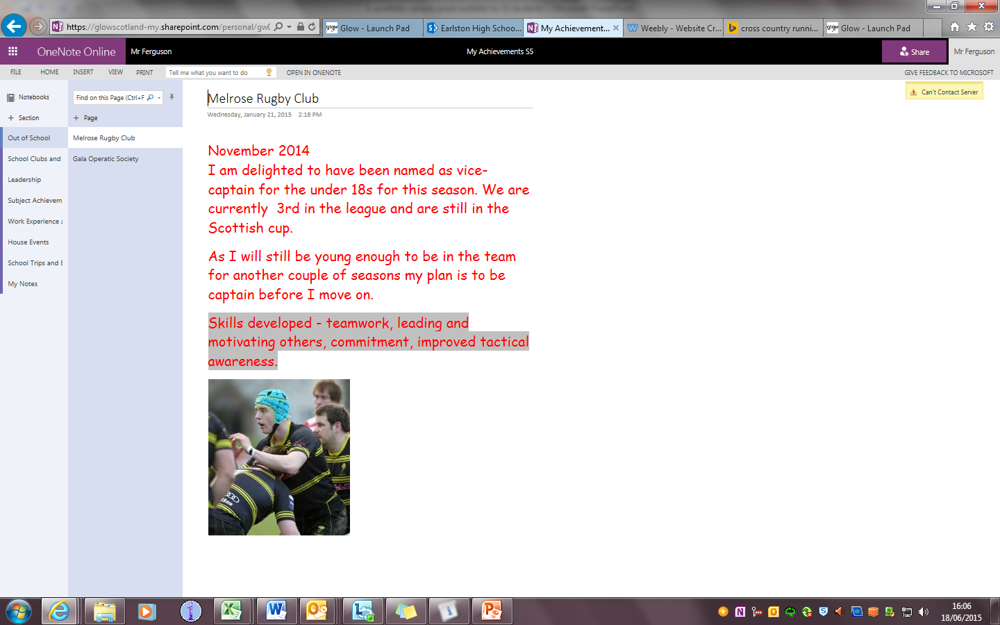 https://glowscotland-my.sharepoint.com/personal/gw
Glow - Launch Pad
Earlston High Schoo...
My Achievement...
Weebly - Website Cr...
cross country runni...
Glow - Launch Pad
OneNote Online
Mr Ferguson
My Achievements S5
Share
Mr Ferguson
FILE
HOME
INSERT
VIEW
PRINT
Tell me what you want to do
OPEN IN ONENOTE
GIVE FEEDBACK TO MICROSOFT
Can't Contact Server
Notebooks
Find on this Page (Ctrl+F
+ Section
+ Page
Out of School
School Clubs and
Leadership
Subject Achievem
Work Experience
House Events
School Trips and
My Notes
Melrose Rugby Club
Gala Operatic Society
Melrose Rugby Club
Wednesday, January 21, 2015 2:18 PM
November 2014
I am delighted to have been named as vice-
captain for the under 18s for this season. We are
currently 3rd in the league and are still in the
Scottish cup.
As I will still be young enough to be in the team
for another couple of seasons my plan is to be
captain before I move on.
Skills developed - teamwork, leading and
motivating others, commitment, improved tactical
awareness.
16:06
18/06/2015